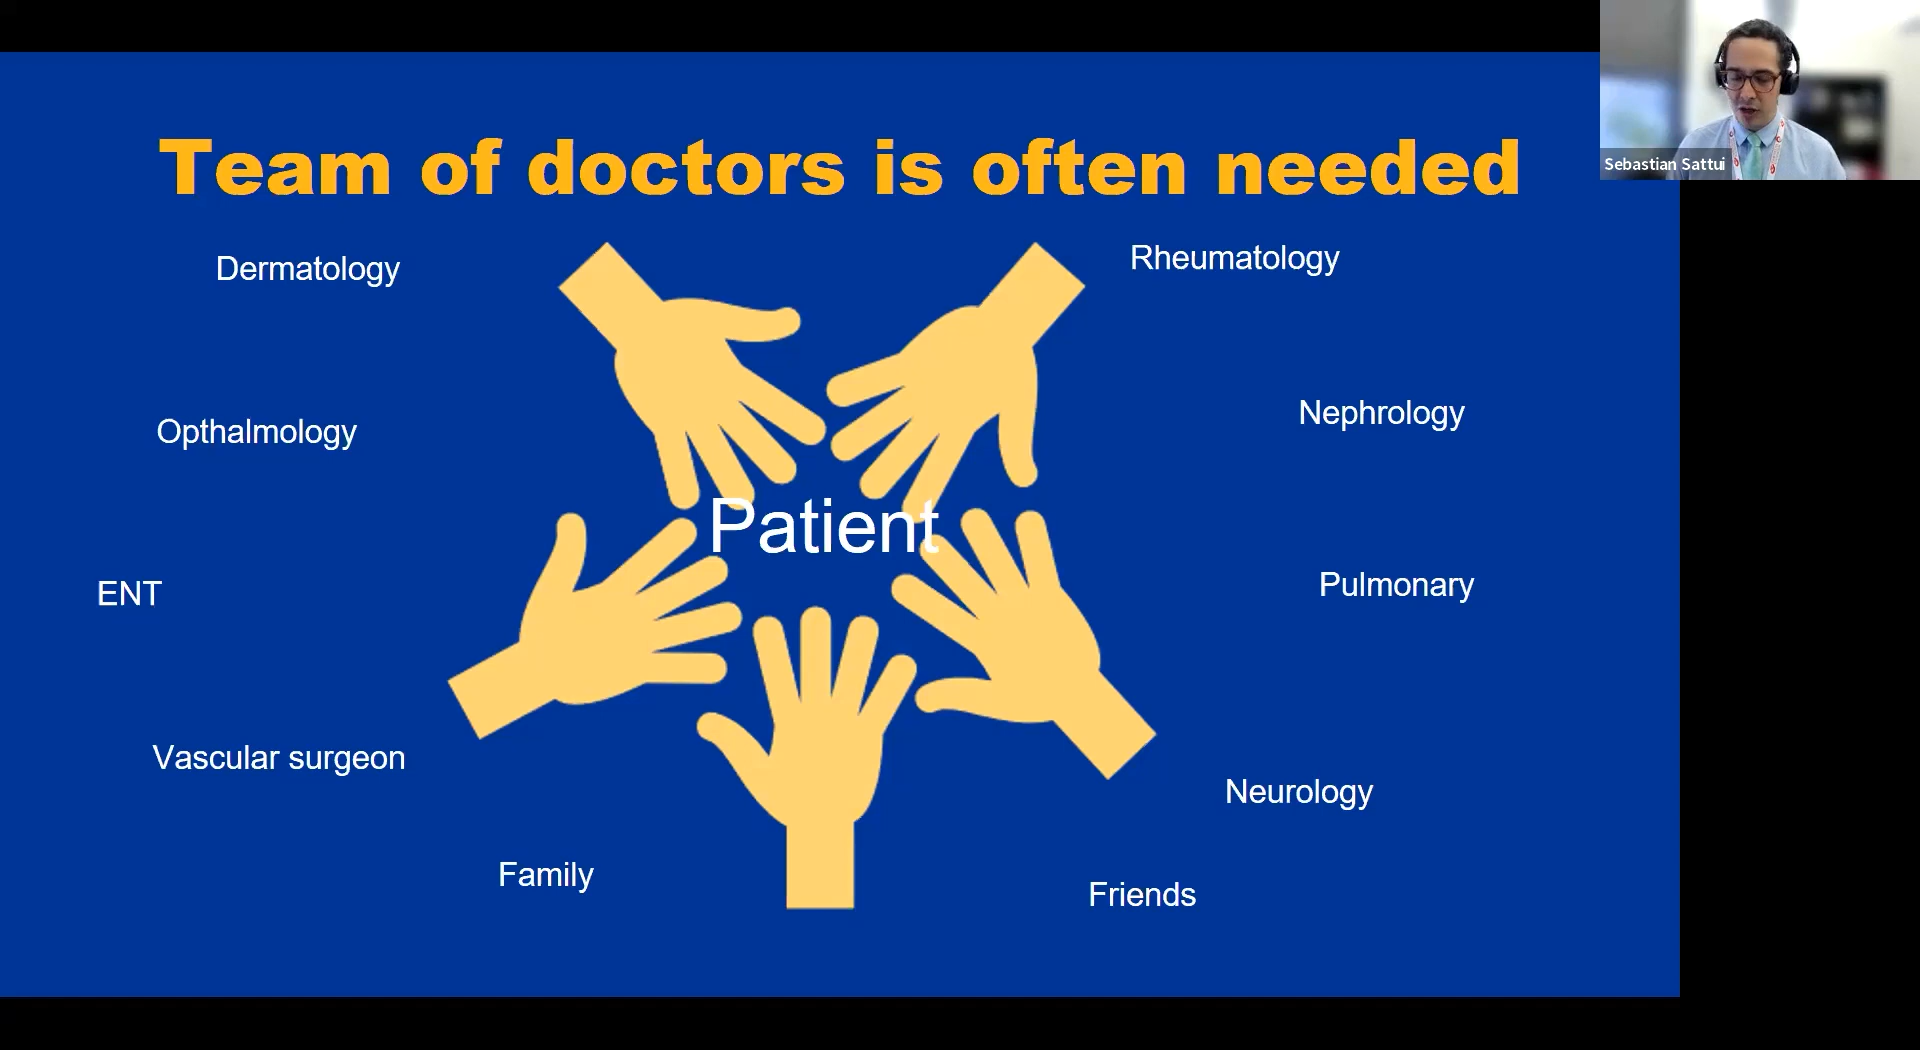 Team of doctors is often needed
Sebastian Sattui
Dermatology
Rheumatology
Opthalmology
Nephrology
Patient
ENT
Pulmonary
Vascular surgeon
Neurology
Family
Friends